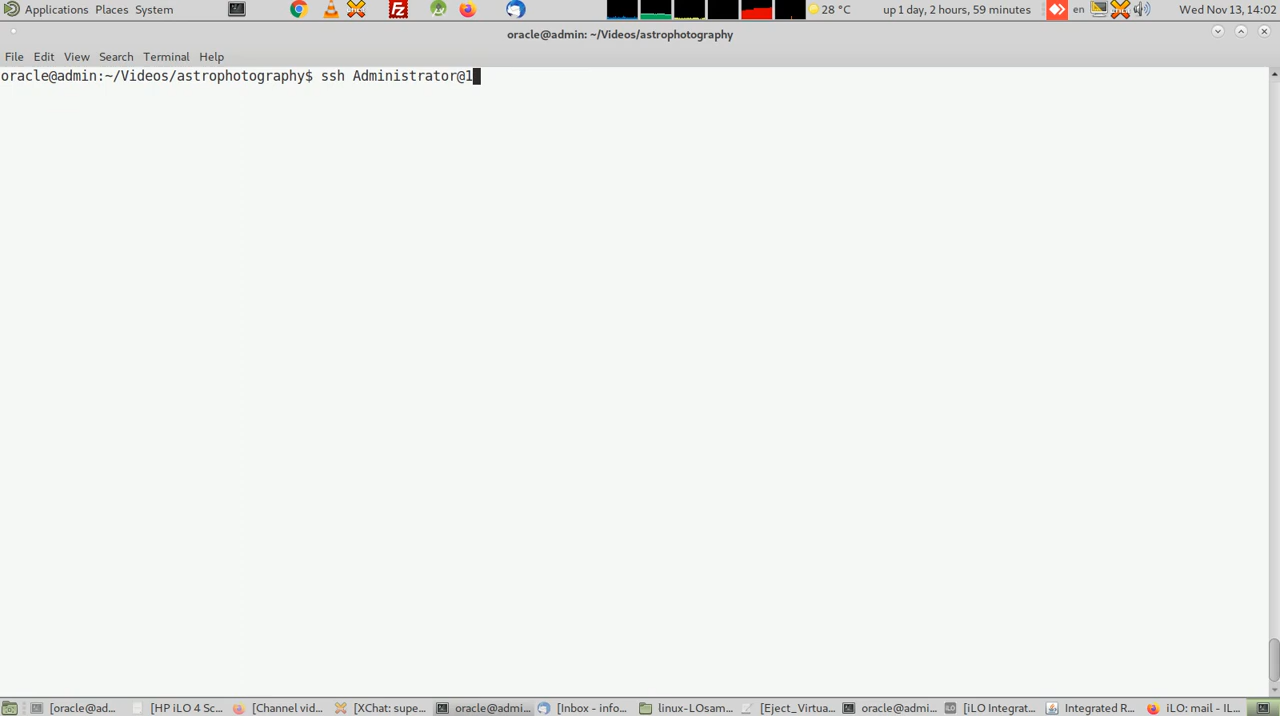 Applications Places System 28 °C up 1 day, 2 hours, 59 minutes en Wed Nov 13, 14:02
oracle@admin: ~/Videos/astrophotography
File Edit View Search Terminal Help
oracle@admin:~/Videos/astrophotography$ ssh Administrator@1
[oracle@ad... [HP iLO 4 Sc... [Channel vid... [XChat: supe... oracle@admi... [Inbox - info... linux-LOsam... [Eject_Virtua... oracle@admi... [iLO Integrat... Integrated R... iLO: mail - IL...